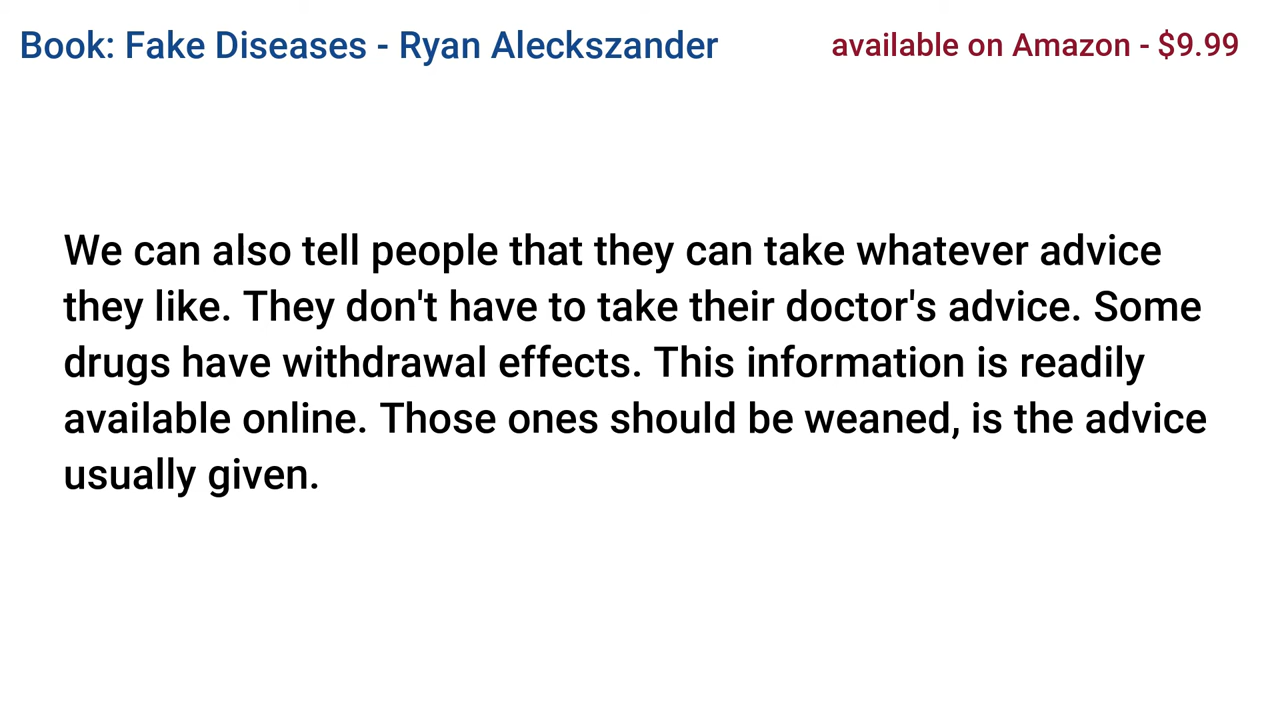 Book: Fake Diseases - Ryan Aleckszander
available on Amazon - $9.99
We can also tell people that they can take whatever advice
they like. They don't have to take their doctor's advice. Some
drugs have withdrawal effects. This information is readily
available online. Those ones should be weaned, is the advice
usually given.